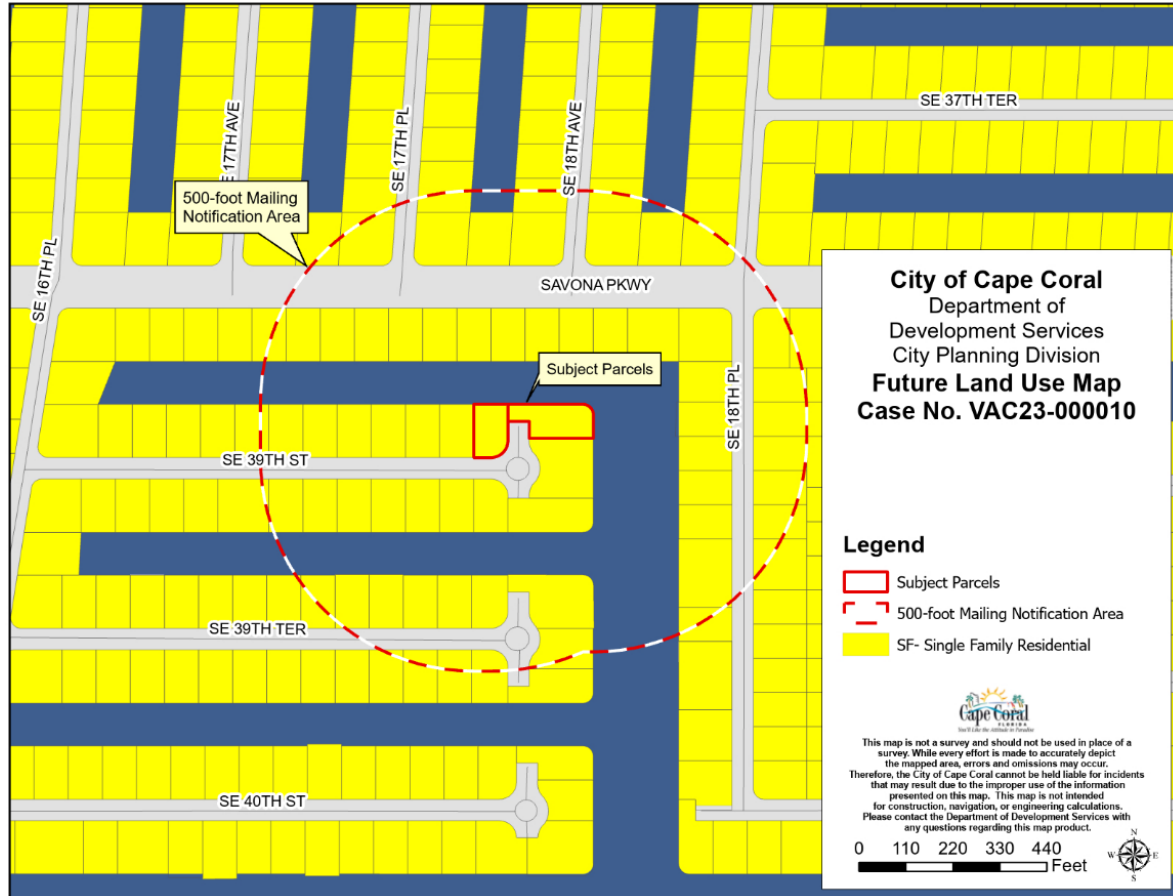 SE 37TH TER
SE 16TH PL
E 17TH AVE
SE 17TH PL
SE 18TH AVE
500-foot Mailing
Notification Area
SAVONA PKWY
Subject Parcels
SE 18TH PL
SE 39TH ST
SE 39TH TER
SE 40TH ST
City of Cape Coral
Department of
Development Services
City Planning Division
Future Land Use Map
Case No. VAC23-000010
Legend
Subject Parcels
500-foot Mailing Notification Area
SF- Single Family Residential
Cape Coral
FLORIDA
You'll Like the Attitude in Paradise
This map is not a survey and should not be used in place of a
survey. While every effort is made to accurately depict
the mapped area, errors and omissions may occur.
Therefore, the City of Cape Coral cannot be held liable for incidents
that may result due to the improper use of the information
presented on this map. This map is not intended
for construction, navigation, or engineering calculations.
Please contact the Department of Development Services with
any questions regarding this map product.
0 110 220 330 440
Feet
N
W E
S